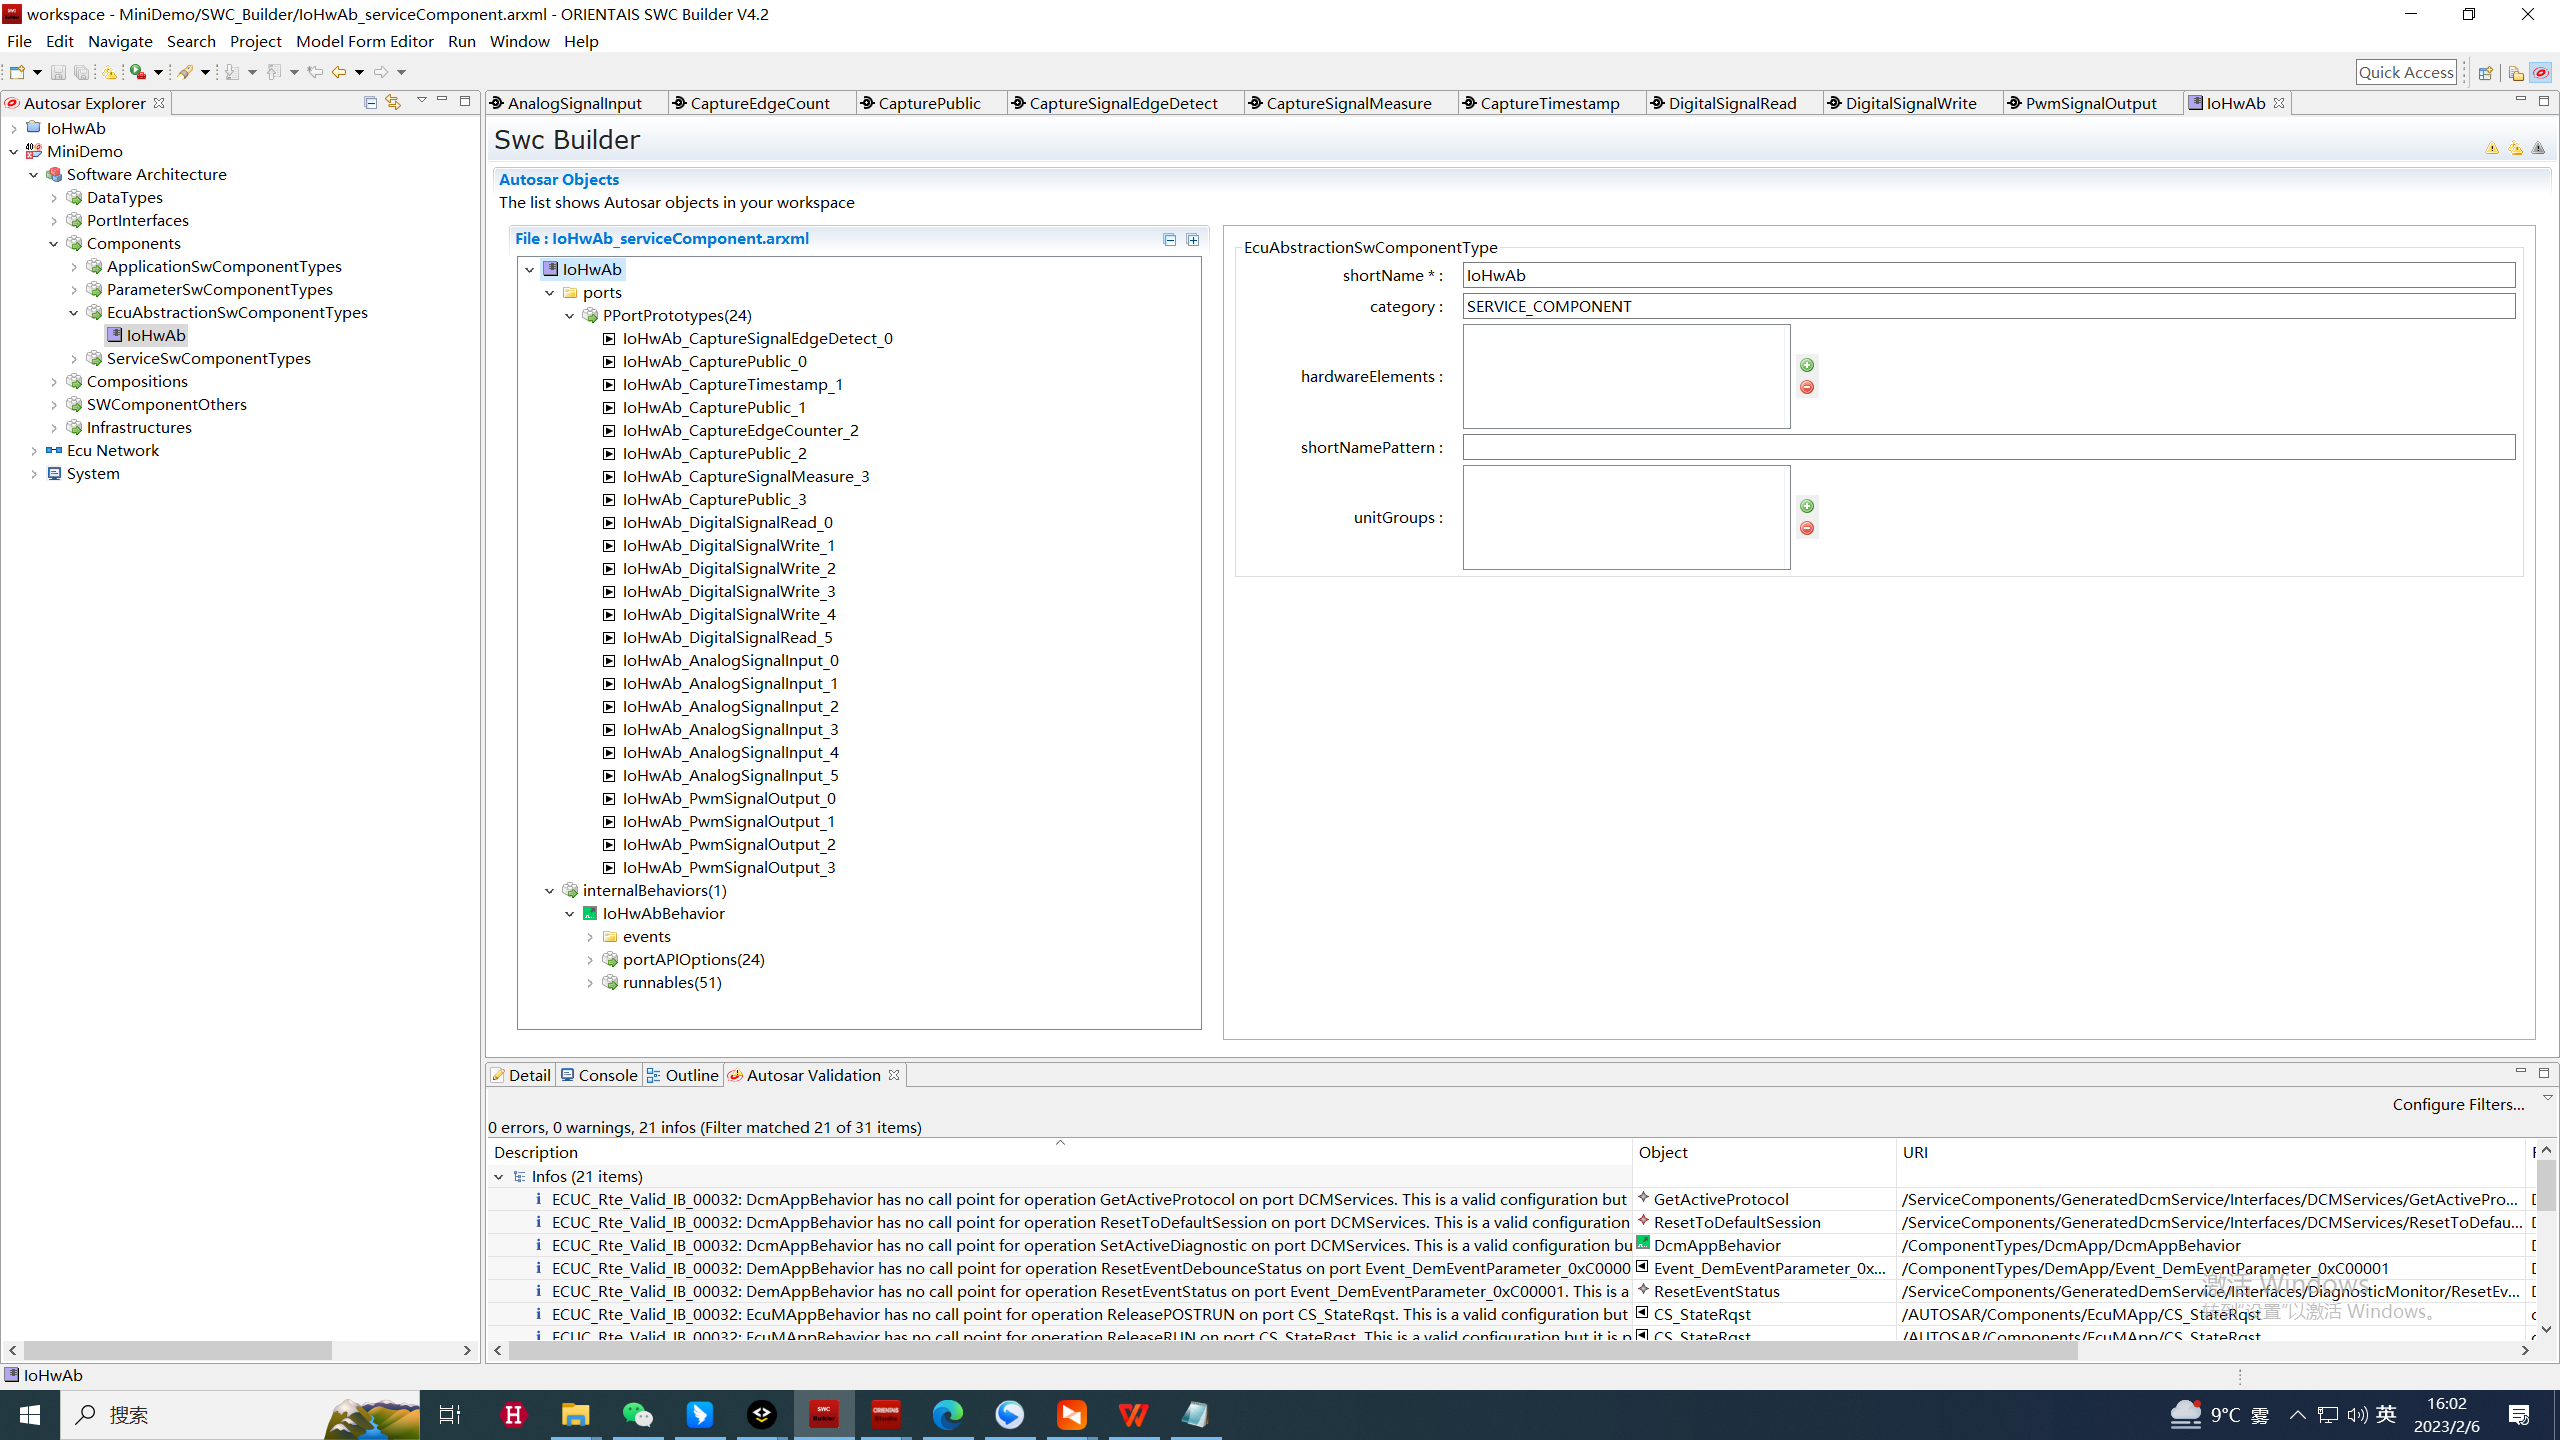 workspace - MiniDemo/SWC_Builder/IoHwAb_serviceComponent.arxml - ORIENTAIS SWC Builder V4.2
File Edit Navigate Search Project Model Form Editor Run Window Help
Quick Access
Autosar Explorer
IoHwAb
MiniDemo
Software Architecture
DataTypes
PortInterfaces
Components
ApplicationSwComponentTypes
ParameterSwComponentTypes
EcuAbstractionSwComponentTypes
IoHwAb
ServiceSwComponentTypes
Compositions
SWComponentOthers
Infrastructures
Ecu Network
System
AnalogSignalInput CaptureEdgeCount CapturePublic CaptureSignalEdgeDetect CaptureSignalMeasure CaptureTimestamp DigitalSignalRead DigitalSignalWrite PwmSignalOutput IoHwAb
Swc Builder
Autosar Objects
The list shows Autosar objects in your workspace
File : IoHwAb_serviceComponent.arxml
IoHwAb
ports
PPortPrototypes(24)
IoHwAb_CaptureSignalEdgeDetect_0
IoHwAb_CapturePublic_0
IoHwAb_CaptureTimestamp_1
IoHwAb_CapturePublic_1
IoHwAb_CaptureEdgeCounter_2
IoHwAb_CapturePublic_2
IoHwAb_CaptureSignalMeasure_3
IoHwAb_CapturePublic_3
IoHwAb_DigitalSignalRead_0
IoHwAb_DigitalSignalWrite_1
IoHwAb_DigitalSignalWrite_2
IoHwAb_DigitalSignalWrite_3
IoHwAb_DigitalSignalWrite_4
IoHwAb_DigitalSignalRead_5
IoHwAb_AnalogSignalInput_0
IoHwAb_AnalogSignalInput_1
IoHwAb_AnalogSignalInput_2
IoHwAb_AnalogSignalInput_3
IoHwAb_AnalogSignalInput_4
IoHwAb_AnalogSignalInput_5
IoHwAb_PwmSignalOutput_0
IoHwAb_PwmSignalOutput_1
IoHwAb_PwmSignalOutput_2
IoHwAb_PwmSignalOutput_3
internalBehaviors(1)
IoHwAbBehavior
events
portAPIOptions(24)
runnables(51)
EcuAbstractionSwComponentType
shortName * : IoHwAb
category : SERVICE_COMPONENT
hardwareElements :
shortNamePattern :
unitGroups :
Detail Console Outline Autosar Validation
Configure Filters...
0 errors, 0 warnings, 21 infos (Filter matched 21 of 31 items)
Description Object URI
Infos (21 items)
ECUC_Rte_Valid_IB_00032: DcmAppBehavior has no call point for operation GetActiveProtocol on port DCMServices. This is a valid configuration but GetActiveProtocol /ServiceComponents/GeneratedDcmService/Interfaces/DCMServices/GetActivePro...
ECUC_Rte_Valid_IB_00032: DcmAppBehavior has no call point for operation ResetToDefaultSession on port DCMServices. This is a valid configuration ResetToDefaultSession /ServiceComponents/GeneratedDcmService/Interfaces/DCMServices/ResetToDefau...
ECUC_Rte_Valid_IB_00032: DcmAppBehavior has no call point for operation SetActiveDiagnostic on port DCMServices. This is a valid configuration bu DcmAppBehavior /ComponentTypes/DcmApp/DcmAppBehavior
ECUC_Rte_Valid_IB_00032: DemAppBehavior has no call point for operation ResetEventDebounceStatus on port Event_DemEventParameter_0xC0000 Event_DemEventParameter_0x... /ComponentTypes/DemApp/Event_DemEventParameter_0xC00001
ECUC_Rte_Valid_IB_00032: DemAppBehavior has no call point for operation ResetEventStatus on port Event_DemEventParameter_0xC00001. This is a ResetEventStatus /ServiceComponents/GeneratedDemService/Interfaces/DiagnosticMonitor/ResetEv...
ECUC_Rte_Valid_IB_00032: EcuMAppBehavior has no call point for operation ReleasePOSTRUN on port CS_StateRqst. This is a valid configuration but CS_StateRqst /AUTOSAR/Components/EcuMApp/CS_StateRqst
ECUC_Rte_Valid_IB_00032: EcuMAppBehavior has no call point for operation ReleaseRUN on port CS_StateRqst. This is a valid configuration but it is p CS_StateRqst /AUTOSAR/Components/EcuMApp/CS_StateRqst
激活 Windows
转到"设置"以激活 Windows。
IoHwAb
搜索
9°C 雾
英
16:02
2023/2/6